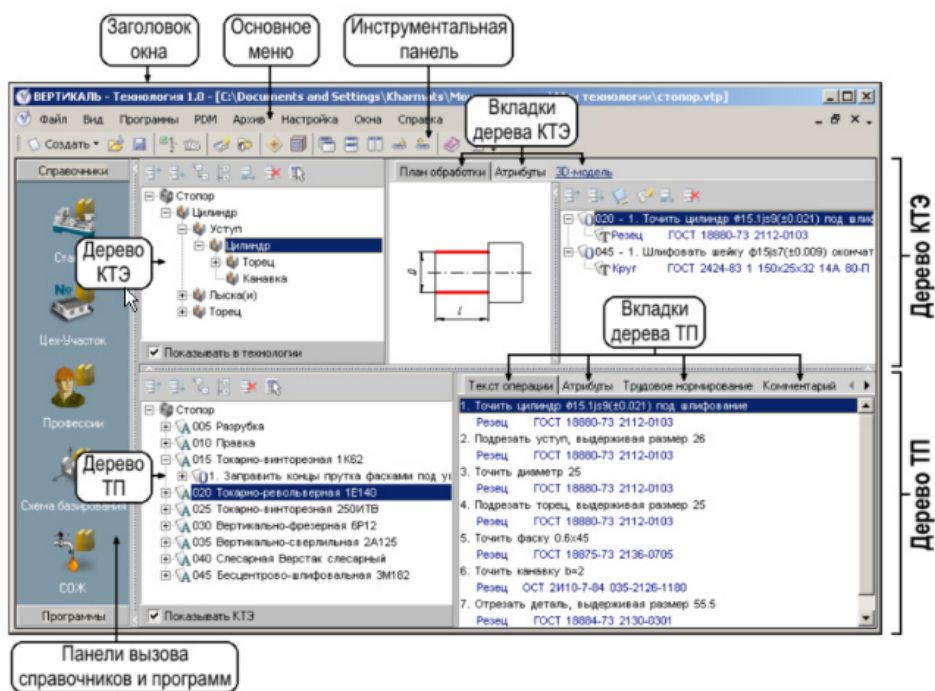 Заголовок
окна
Основное
меню
Инструментальная
панель
ВЕРТИКАЛЬ - Технология 1.0 - [C:\Documents and Settings\Kharmats\Мои технологии\стопор.vtp]
Файл Вид Программы PDM Архив Настройка Окна Справка
Вкладки
дерева КТЭ
Создать
Справочники
План обработки Атрибуты 3D-модель
Стопор
Цилиндр
Уступ
Цилиндр
Торец
Канавка
Лыска(и)
Торец
Показывать в технологии
Дерево
КТЭ
D
l
020 - 1. Точить цилиндр ϕ15.1js9(±0.021) под
Резец ГОСТ 18880-73 2112-0103
045 - 1. Шлифовать шейку ϕ15js7(±0.009)
Круг ГОСТ 2424-83 1 150x25x32 14А 80-П
Вкладки
дерева ТП
Дерево КТЭ
№
Цех-Участок
Профессии
Схема базирования
СОЖ
Программы
Стопор
005 Разрубка
010 Правка
015 Токарно-винторезная 1К62
1. Заправить концы прутка фасками под
020 Токарно-револьверная 1Е140
025 Токарно-винторезная 250ИТВ
030 Вертикально-фрезерная 6Р12
035 Вертикально-сверлильная 2А125
040 Слесарная Верстак слесарный
045 Бесцентрово-шлифовальная 3М182
Показывать КТЭ
Дерево
ТП
Текст операции Атрибуты Трудовое нормирование Комментарий
1. Точить цилиндр ϕ15.1js9(±0.021) под шлифование
Резец ГОСТ 18880-73 2112-0103
2. Подрезать уступ, выдерживая размер 26
Резец ГОСТ 18880-73 2112-0103
3. Точить диаметр 25
Резец ГОСТ 18880-73 2112-0103
4. Подрезать торец, выдерживая размер 25
Резец ГОСТ 18880-73 2112-0103
5. Точить фаску 0.6x45
Резец ГОСТ 18875-73 2136-0705
6. Точить канавку b=2
Резец ОСТ 2И10-7-84 035-2126-1180
7. Отрезать деталь, выдерживая размер 55.5
Резец ГОСТ 18884-73 2130-0301
Дерево ТП
Панели вызова
справочников и программ